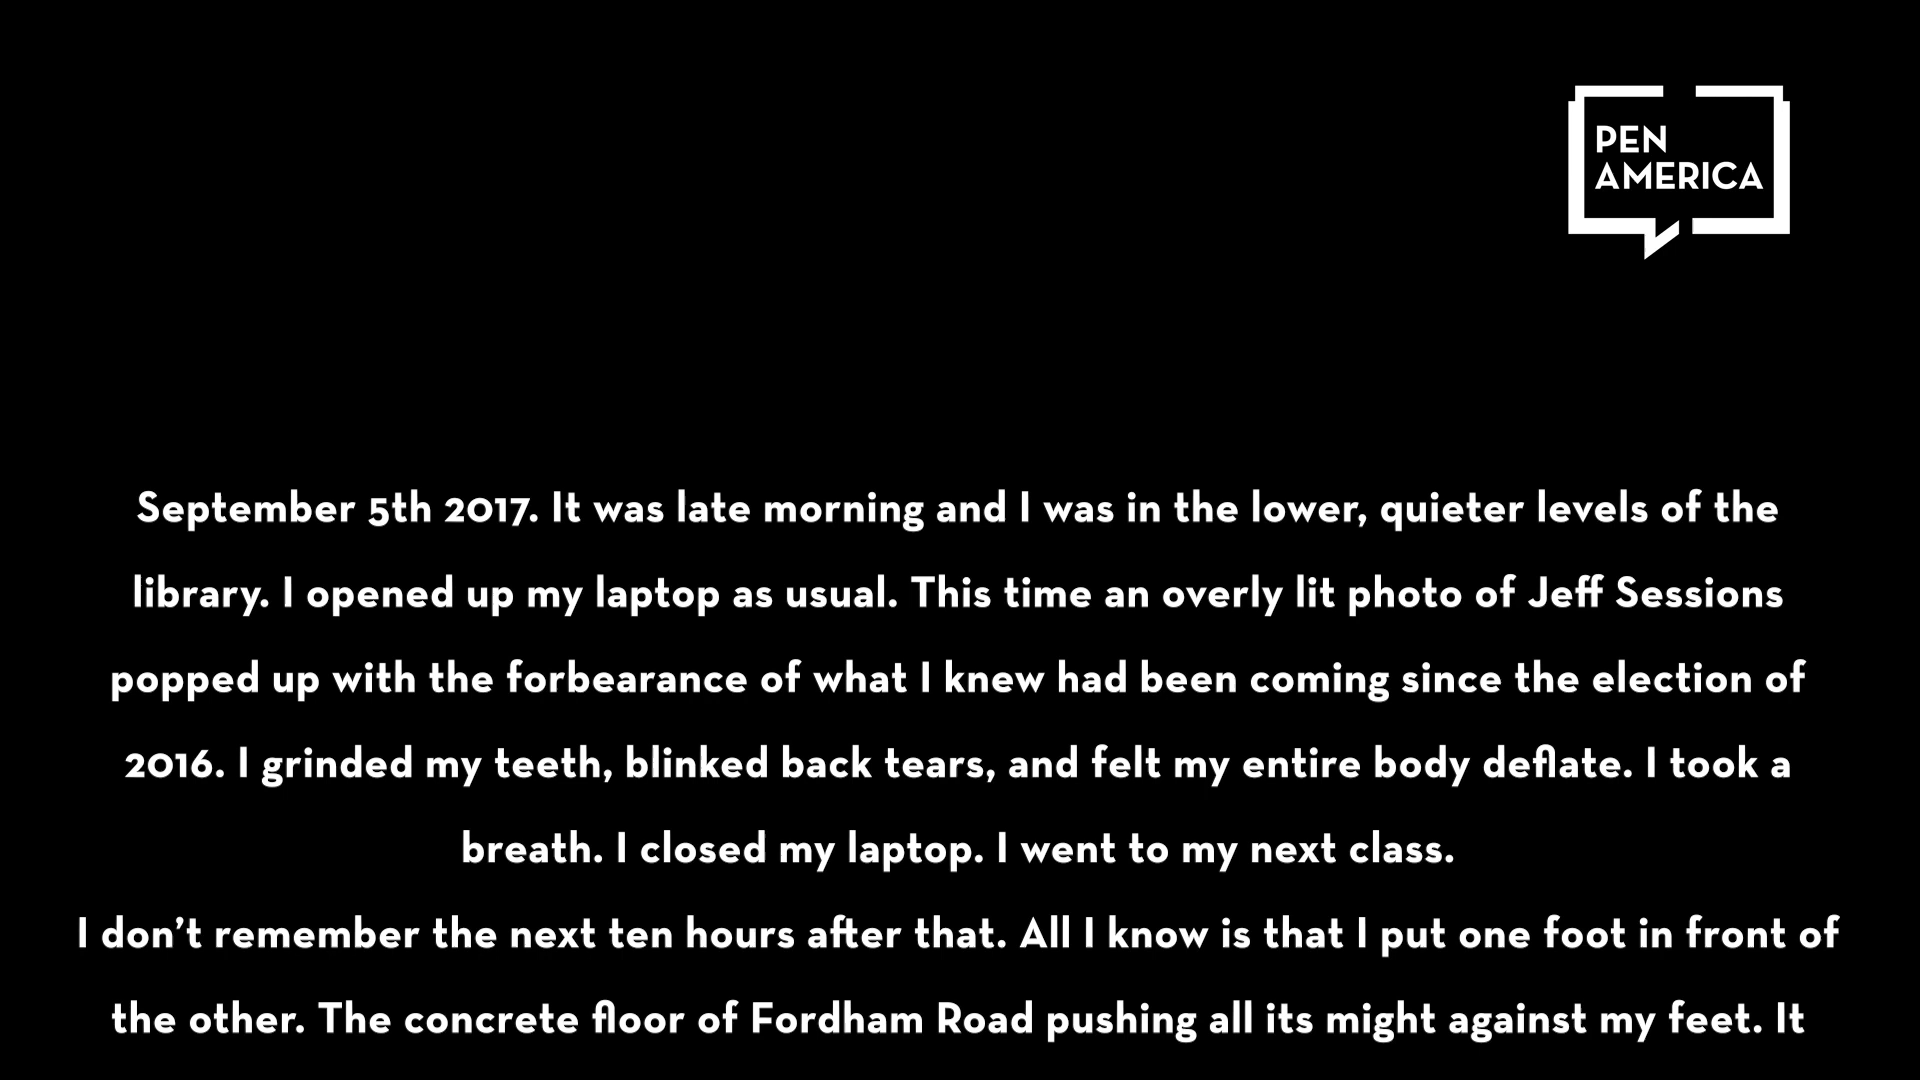 PEN
AMERICA
September 5th 2017. It was late morning and I was in the lower, quieter levels of the
library. I opened up my laptop as usual. This time an overly lit photo of Jeff Sessions
popped up with the forbearance of what I knew had been coming since the election of
2016. I grinded my teeth, blinked back tears, and felt my entire body deflate. I took a
breath. I closed my laptop. I went to my next class.
I don’t remember the next ten hours after that. All I know is that I put one foot in front of
the other. The concrete floor of Fordham Road pushing all its might against my feet. It